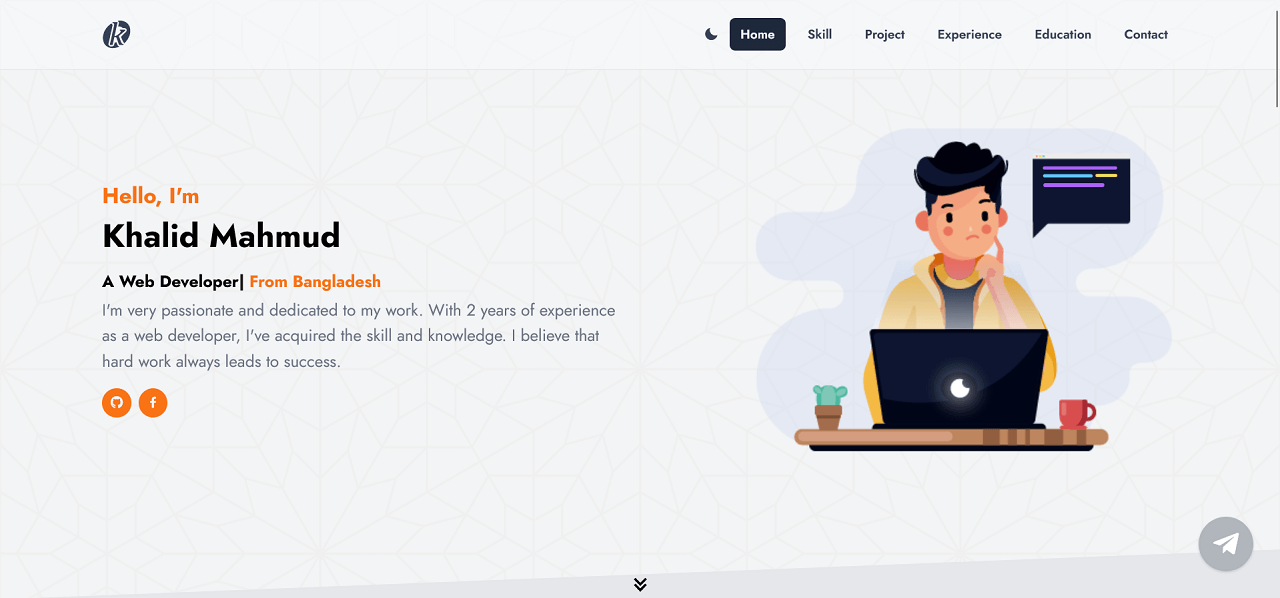 Home Skill Project Experience Education Contact
Hello, I'm
Khalid Mahmud
A Web Developer| From Bangladesh
I'm very passionate and dedicated to my work. With 2 years of experience
as a web developer, I've acquired the skill and knowledge. I believe that
hard work always leads to success.